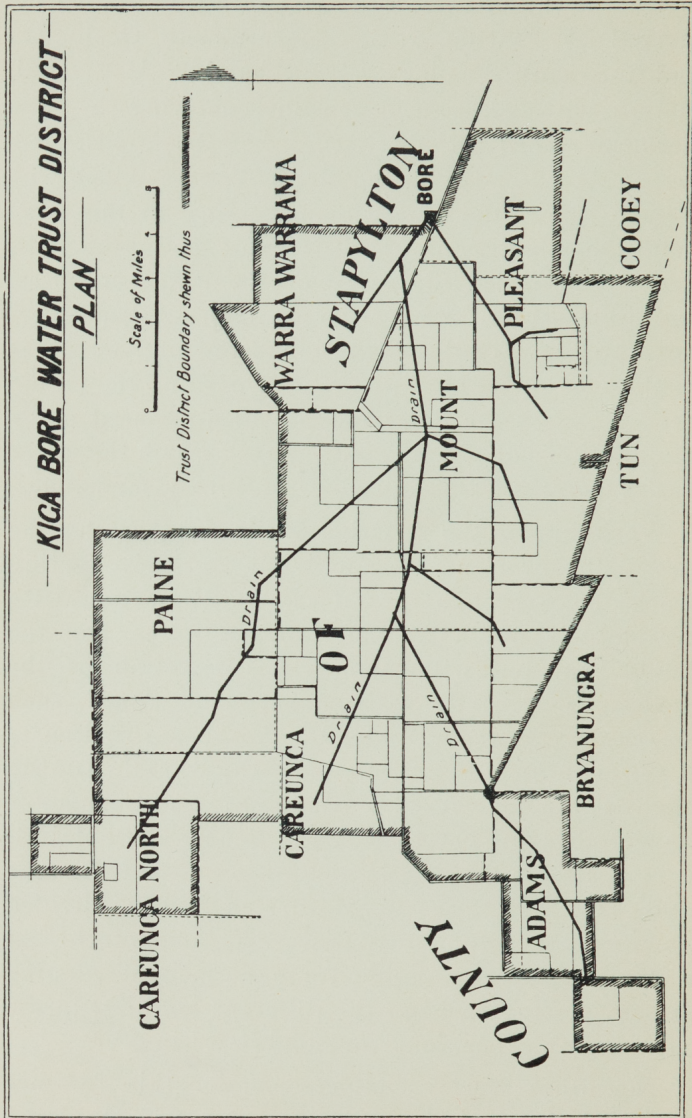 KIGA BORE WATER TRUST DISTRICT
PLAN
Scale of Miles
Trust District Boundary shewn thus
PAINE
CAREUNCA NORTH
WARRA WARRAMA
Drain
COUNTY
OF
STAPYLTON
BORE
CAREUNCA
Drain
Drain
MOUNT
PLEASANT
Drain
ADAMS
BRYANUNGRA
TUN
COOEY